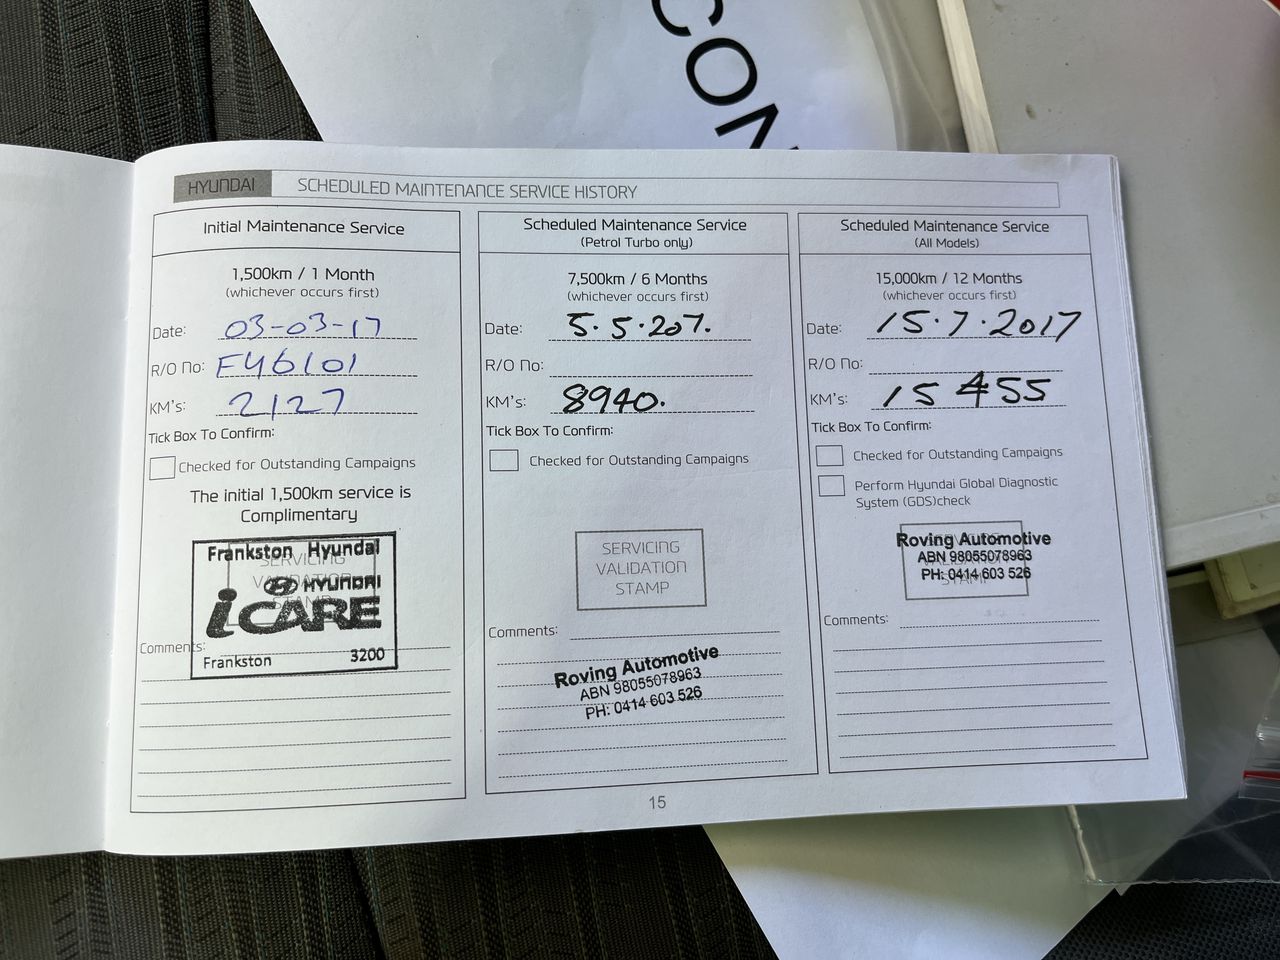 CON
HYUNDAI SCHEDULED MAINTENANCE SERVICE HISTORY
Initial Maintenance Service
1,500km / 1 Month
(whichever occurs first)
Date: 03-03-17
R/O No: F46101
KM's: 2127
Tick Box To Confirm:
Checked for Outstanding Campaigns
The initial 1,500km service is
Complimentary
SERVICING
VALIDATION
STAMP
Frankston Hyundai
HYUNDAI
iCARE
Frankston 3200
Comments:
Scheduled Maintenance Service
(Petrol Turbo only)
7,500km / 6 Months
(whichever occurs first)
Date: 5.5.207.
R/O No:
KM's: 8940.
Tick Box To Confirm:
Checked for Outstanding Campaigns
SERVICING
VALIDATION
STAMP
Comments:
Roving Automotive
ABN 98055078963
PH: 0414 603 526
Scheduled Maintenance Service
(All Models)
15,000km / 12 Months
(whichever occurs first)
Date: 15.7.2017
R/O No:
KM's: 15455
Tick Box To Confirm:
Checked for Outstanding Campaigns
Perform Hyundai Global Diagnostic
System (GDS)check
Roving Automotive
ABN 98055078963
PH: 0414 603 526
Comments:
15